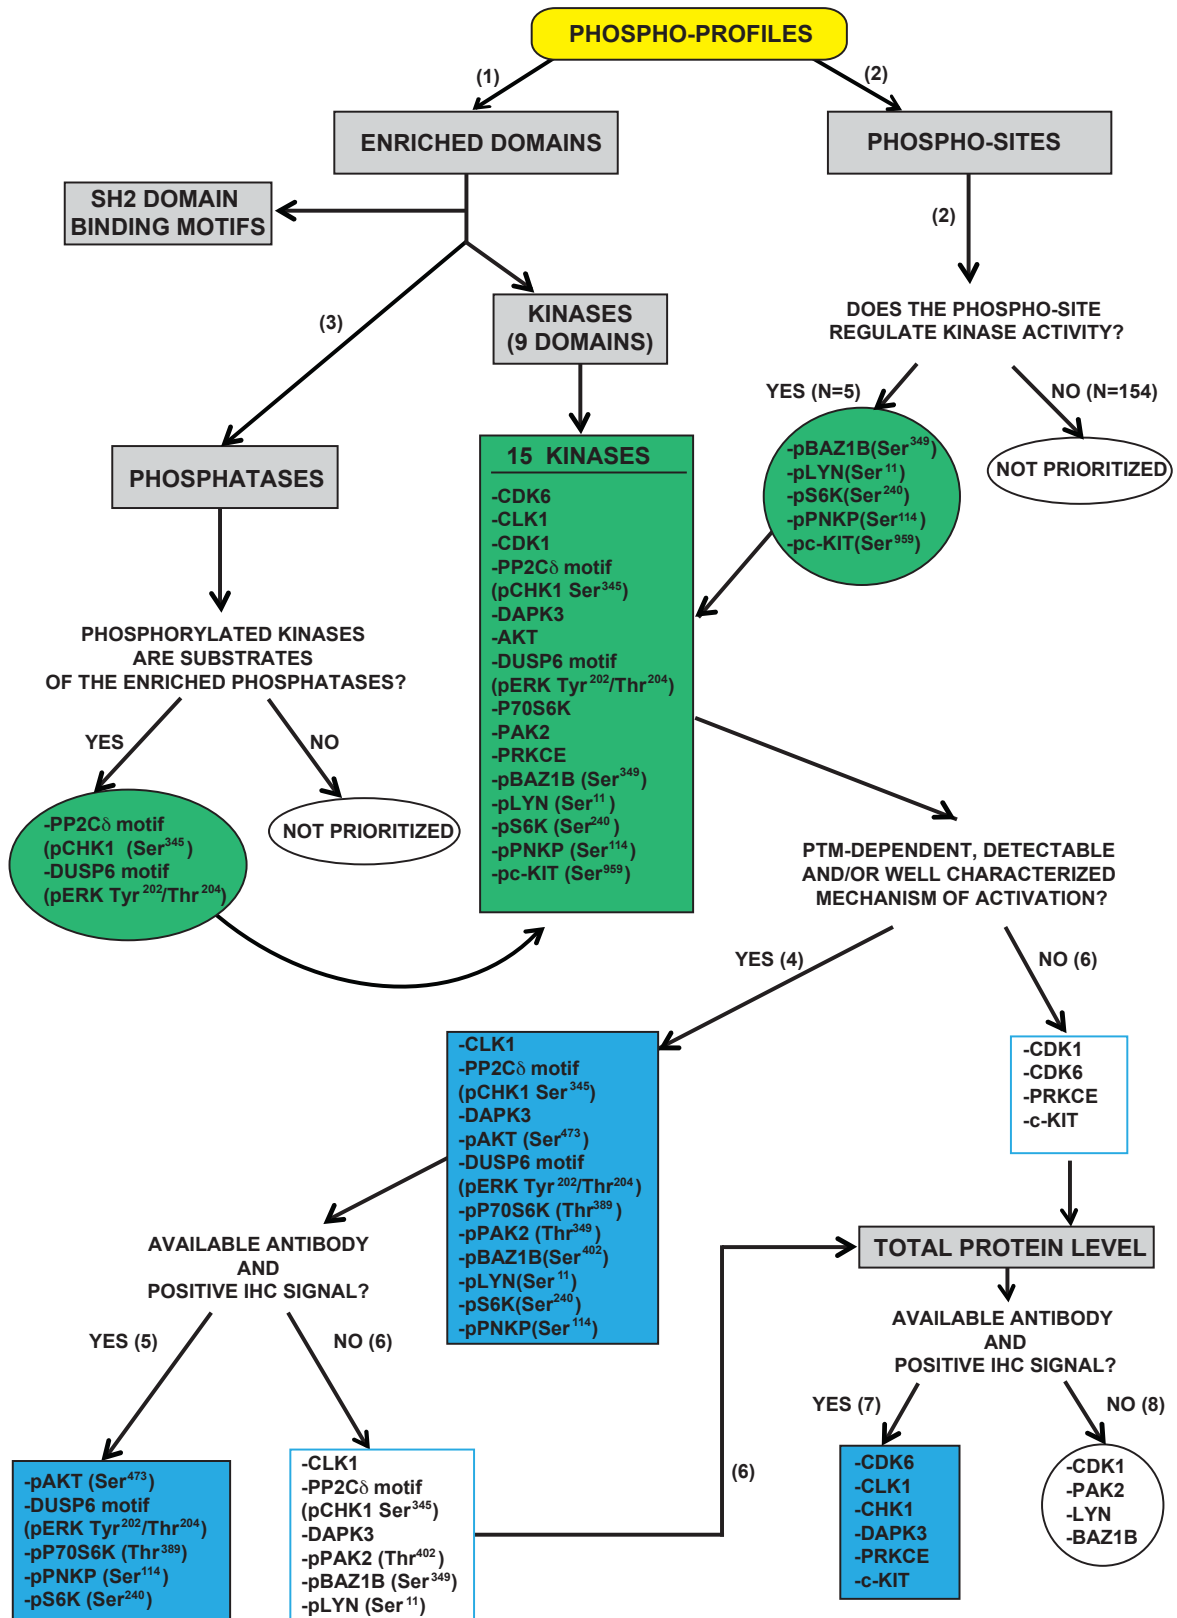 PHOSPHO-PROFILES
(1)
(2)
ENRICHED DOMAINS
PHOSPHO-SITES
SH2 DOMAIN
BINDING MOTIFS
(2)
(3)
KINASES
(9 DOMAINS)
DOES THE PHOSPHO-SITE
REGULATE KINASE ACTIVITY?
YES (N=5)
NO (N=154)
-pBAZ1B(Ser³⁴⁹)
-pLYN(Ser¹¹)
-pS6K(Ser²⁴⁰)
-pPNKP(Ser¹¹⁴)
-pc-KIT(Ser⁹⁵⁹)
NOT PRIORITIZED
PHOSPHATASES
15 KINASES
-CDK6
-CLK1
-CDK1
-PP2Cδ motif
(pCHK1 Ser³⁴⁵)
-DAPK3
-AKT
-DUSP6 motif
(pERK Tyr²⁰²/Thr²⁰⁴)
-P70S6K
-PAK2
-PRKCE
-pBAZ1B (Ser³⁴⁹)
-pLYN (Ser¹¹)
-pS6K (Ser²⁴⁰)
-pPNKP (Ser¹¹⁴)
-pc-KIT (Ser⁹⁵⁹)
PHOSPHORYLATED KINASES
ARE SUBSTRATES
OF THE ENRICHED PHOSPHATASES?
YES
NO
-PP2Cδ motif
(pCHK1 (Ser³⁴⁵)
-DUSP6 motif
(pERK Tyr²⁰²/Thr²⁰⁴)
NOT PRIORITIZED
PTM-DEPENDENT, DETECTABLE
AND/OR WELL CHARACTERIZED
MECHANISM OF ACTIVATION?
YES (4)
NO (6)
-CLK1
-PP2Cδ motif
(pCHK1 Ser³⁴⁵)
-DAPK3
-pAKT (Ser⁴⁷³)
-DUSP6 motif
(pERK Tyr²⁰²/Thr²⁰⁴)
-pP70S6K (Thr³⁸⁹)
-pPAK2 (Thr³⁴⁹)
-pBAZ1B(Ser⁴⁰²)
-pLYN(Ser¹¹)
-pS6K(Ser²⁴⁰)
-pPNKP(Ser¹¹⁴)
-CDK1
-CDK6
-PRKCE
-c-KIT
TOTAL PROTEIN LEVEL
AVAILABLE ANTIBODY
AND
POSITIVE IHC SIGNAL?
YES (5)
NO (6)
AVAILABLE ANTIBODY
AND
POSITIVE IHC SIGNAL?
YES (7)
NO (8)
-pAKT (Ser⁴⁷³)
-DUSP6 motif
(pERK Tyr²⁰²/Thr²⁰⁴)
-pP70S6K (Thr³⁸⁹)
-pPNKP (Ser¹¹⁴)
-pS6K (Ser²⁴⁰)
-CLK1
-PP2Cδ motif
(pCHK1 Ser³⁴⁵)
-DAPK3
-pPAK2 (Thr⁴⁰²)
-pBAZ1B (Ser³⁴⁹)
-pLYN (Ser¹¹)
(6)
-CDK6
-CLK1
-CHK1
-DAPK3
-PRKCE
-c-KIT
-CDK1
-PAK2
-LYN
-BAZ1B